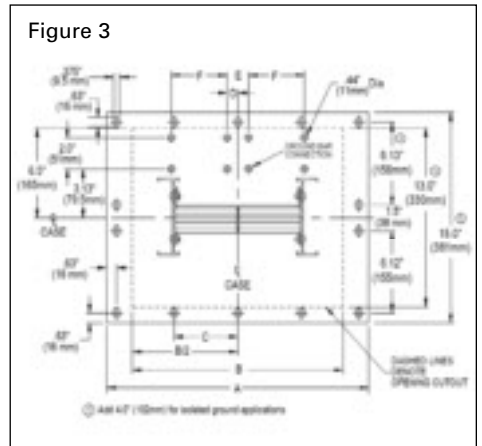 Figure 3
.375"
(9.5 mm)
.63"
(16 mm)
F
E
F
D
.44"
(11mm) Dia
GROUND BAR
CONNECTION
2.0"
(51mm)
3.13"
(79.5mm)
CASE
6.13"
(156mm)
13.0"
(330mm)
1.5"
(38 mm)
15.0"
(381mm)
6.12"
(155mm)
CASE
.63"
(16 mm)
.63"
(16 mm)
C
B/2
B
A
DASHED LINES
DENOTE
OPENING CUTOUT
① Add 4.0" (102mm) for isolated ground applications